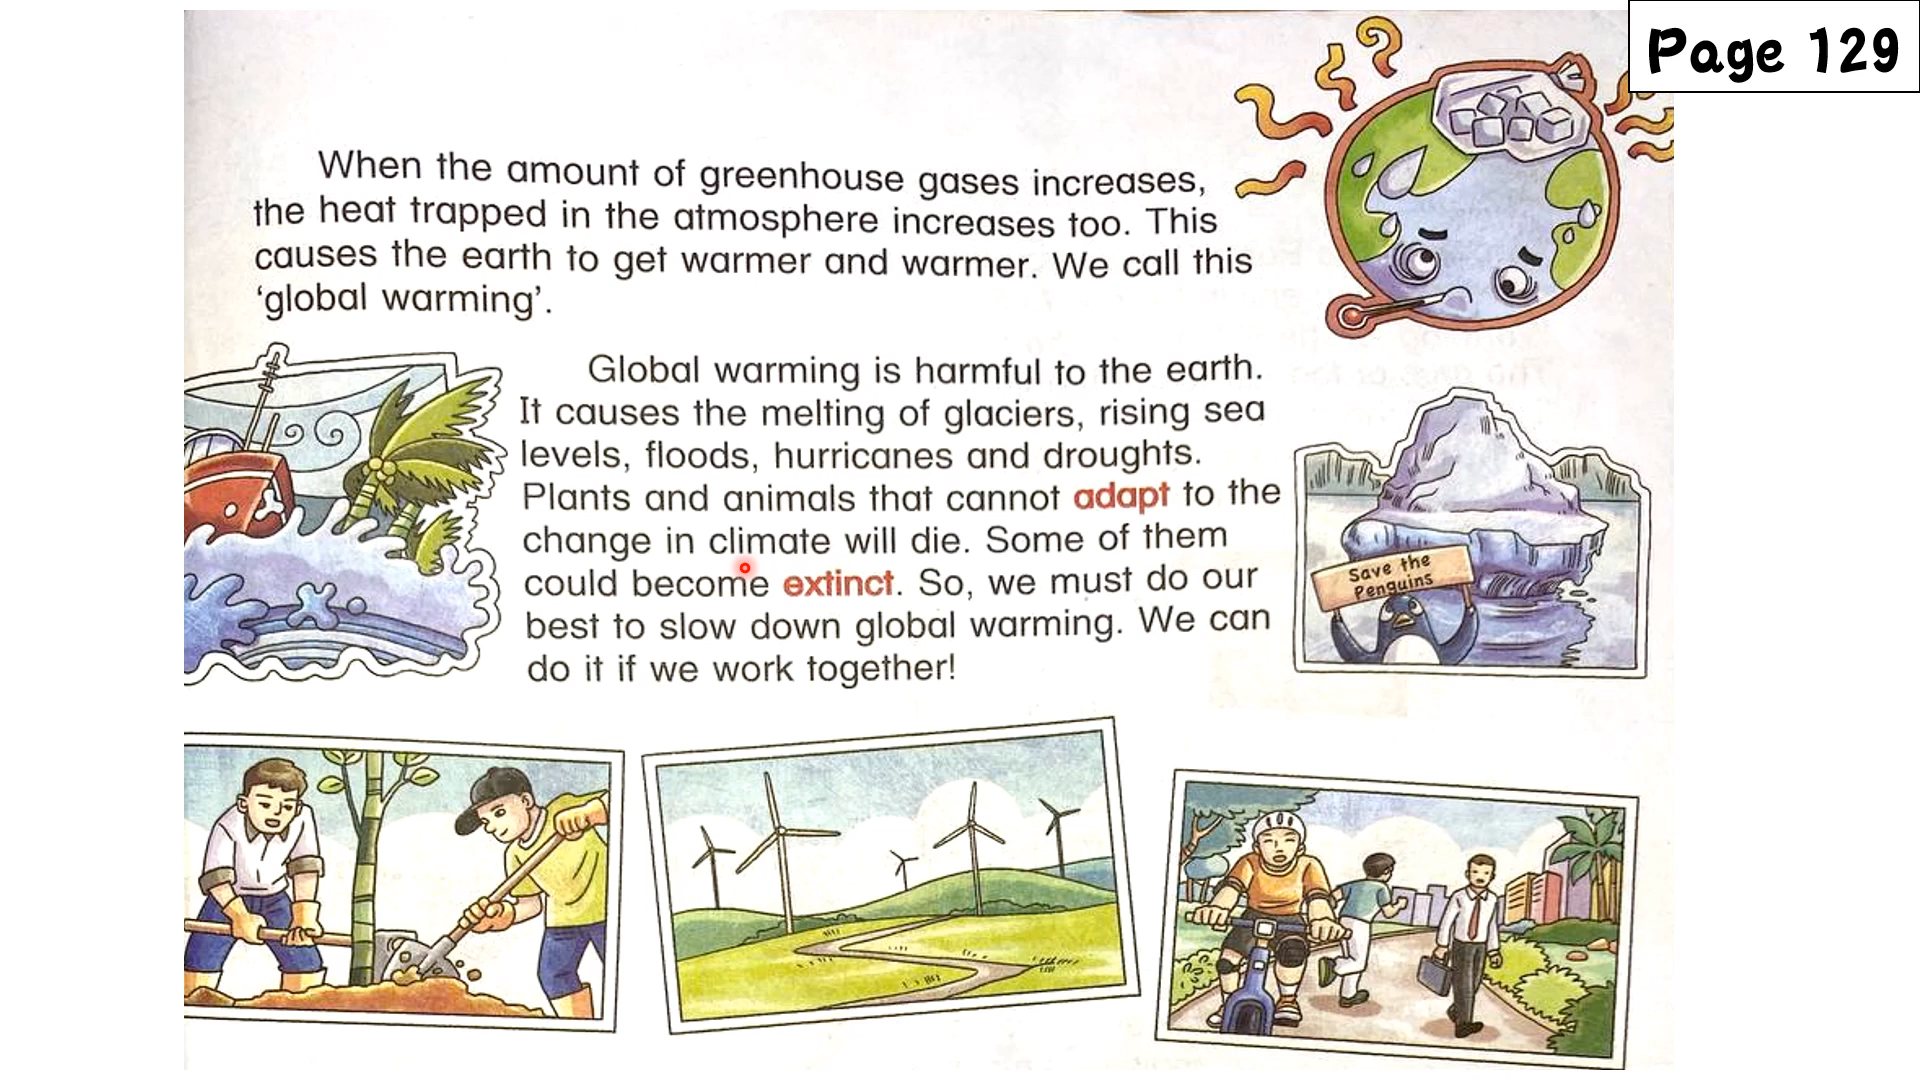 Page 129
When the amount of greenhouse gases increases,
the heat trapped in the atmosphere increases too. This
causes the earth to get warmer and warmer. We call this
‘global warming’.
Global warming is harmful to the earth.
It causes the melting of glaciers, rising sea
levels, floods, hurricanes and droughts.
Plants and animals that cannot adapt to the
change in climate will die. Some of them
could become extinct. So, we must do our
best to slow down global warming. We can
do it if we work together!
Save the
Penguins